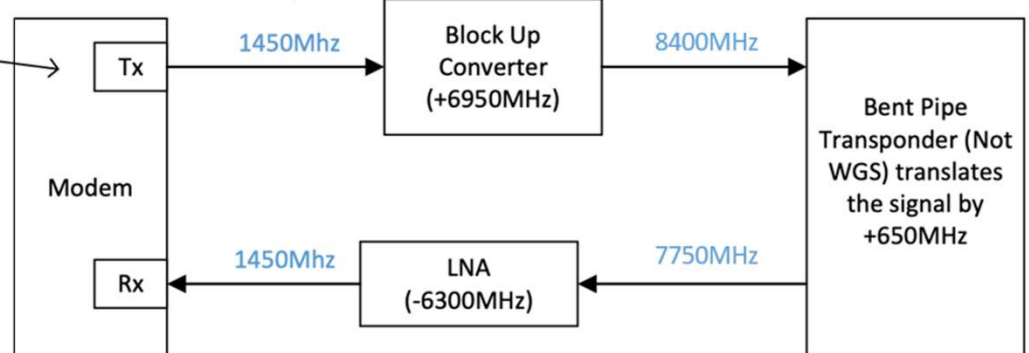 1450Mhz
Block Up
Converter
(+6950MHz)
8400MHz
Tx
Bent Pipe
Transponder (Not
WGS) translates
the signal by
+650MHz
Modem
1450Mhz
LNA
(-6300MHz)
7750MHz
Rx